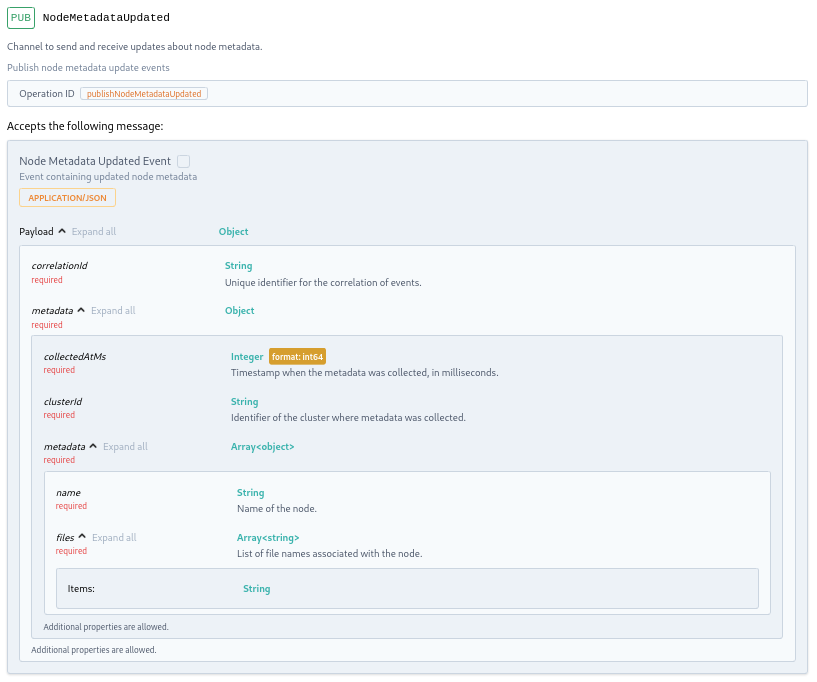 PUB NodeMetadataUpdated
Channel to send and receive updates about node metadata.
Publish node metadata update events
Operation ID publishNodeMetadataUpdated
Accepts the following message:
Node Metadata Updated Event
Event containing updated node metadata
APPLICATION/JSON
Payload Expand all Object
correlationId String
required Unique identifier for the correlation of events.
metadata Expand all Object
required
collectedAtMs Integer format: int64
required Timestamp when the metadata was collected, in milliseconds.
clusterId String
required Identifier of the cluster where metadata was collected.
metadata Expand all Array<object>
required
name String
required Name of the node.
files Expand all Array<string>
required List of file names associated with the node.
Items: String
Additional properties are allowed.
Additional properties are allowed.